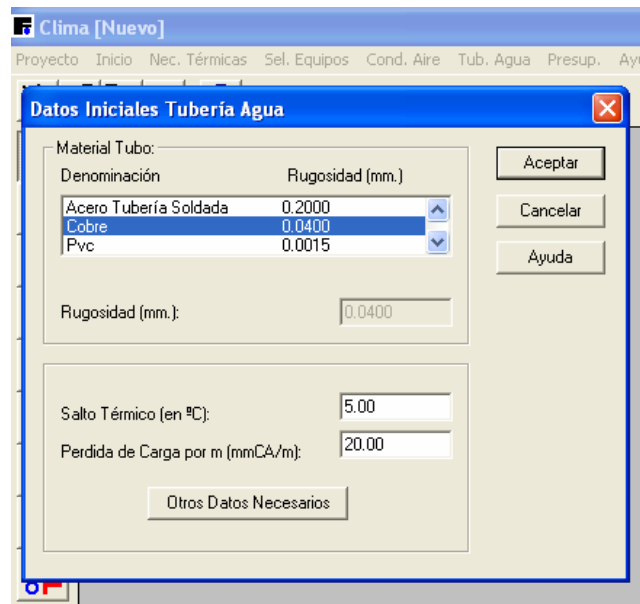 Clima [Nuevo]
Proyecto Inicio Nec. Térmicas Sel. Equipos Cond. Aire Tub. Agua Presup.
Datos Iniciales Tubería Agua
Material Tubo:
Denominación Rugosidad (mm.)
Acero Tubería Soldada 0.2000
Cobre 0.0400
Pvc 0.0015
Rugosidad (mm.): 0.0400
Salto Térmico (en ºC): 5.00
Perdida de Carga por m (mmCA/m): 20.00
Otros Datos Necesarios
Aceptar
Cancelar
Ayuda